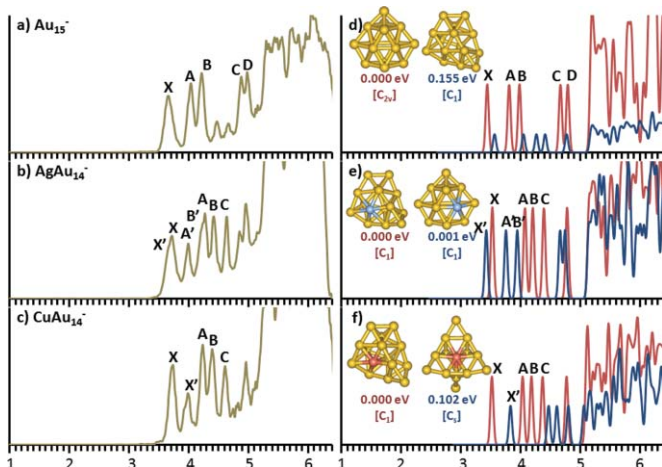 a) Au₁₅⁻
X
A
B
C D
b) AgAu₁₄⁻
X'
X
A'
B'
A
B
C
c) CuAu₁₄⁻
X
X'
A
B
C
1 2 3 4 5 6
d)
0.000 eV
[C₂ᵥ]
0.155 eV
[C₁]
X A B C D
e)
0.000 eV
[C₁]
0.001 eV
[C₁]
X'
X
A' B'
A B C
f)
0.000 eV
[C₁]
0.102 eV
[Cₛ]
X
X'
A B C
1 2 3 4 5 6